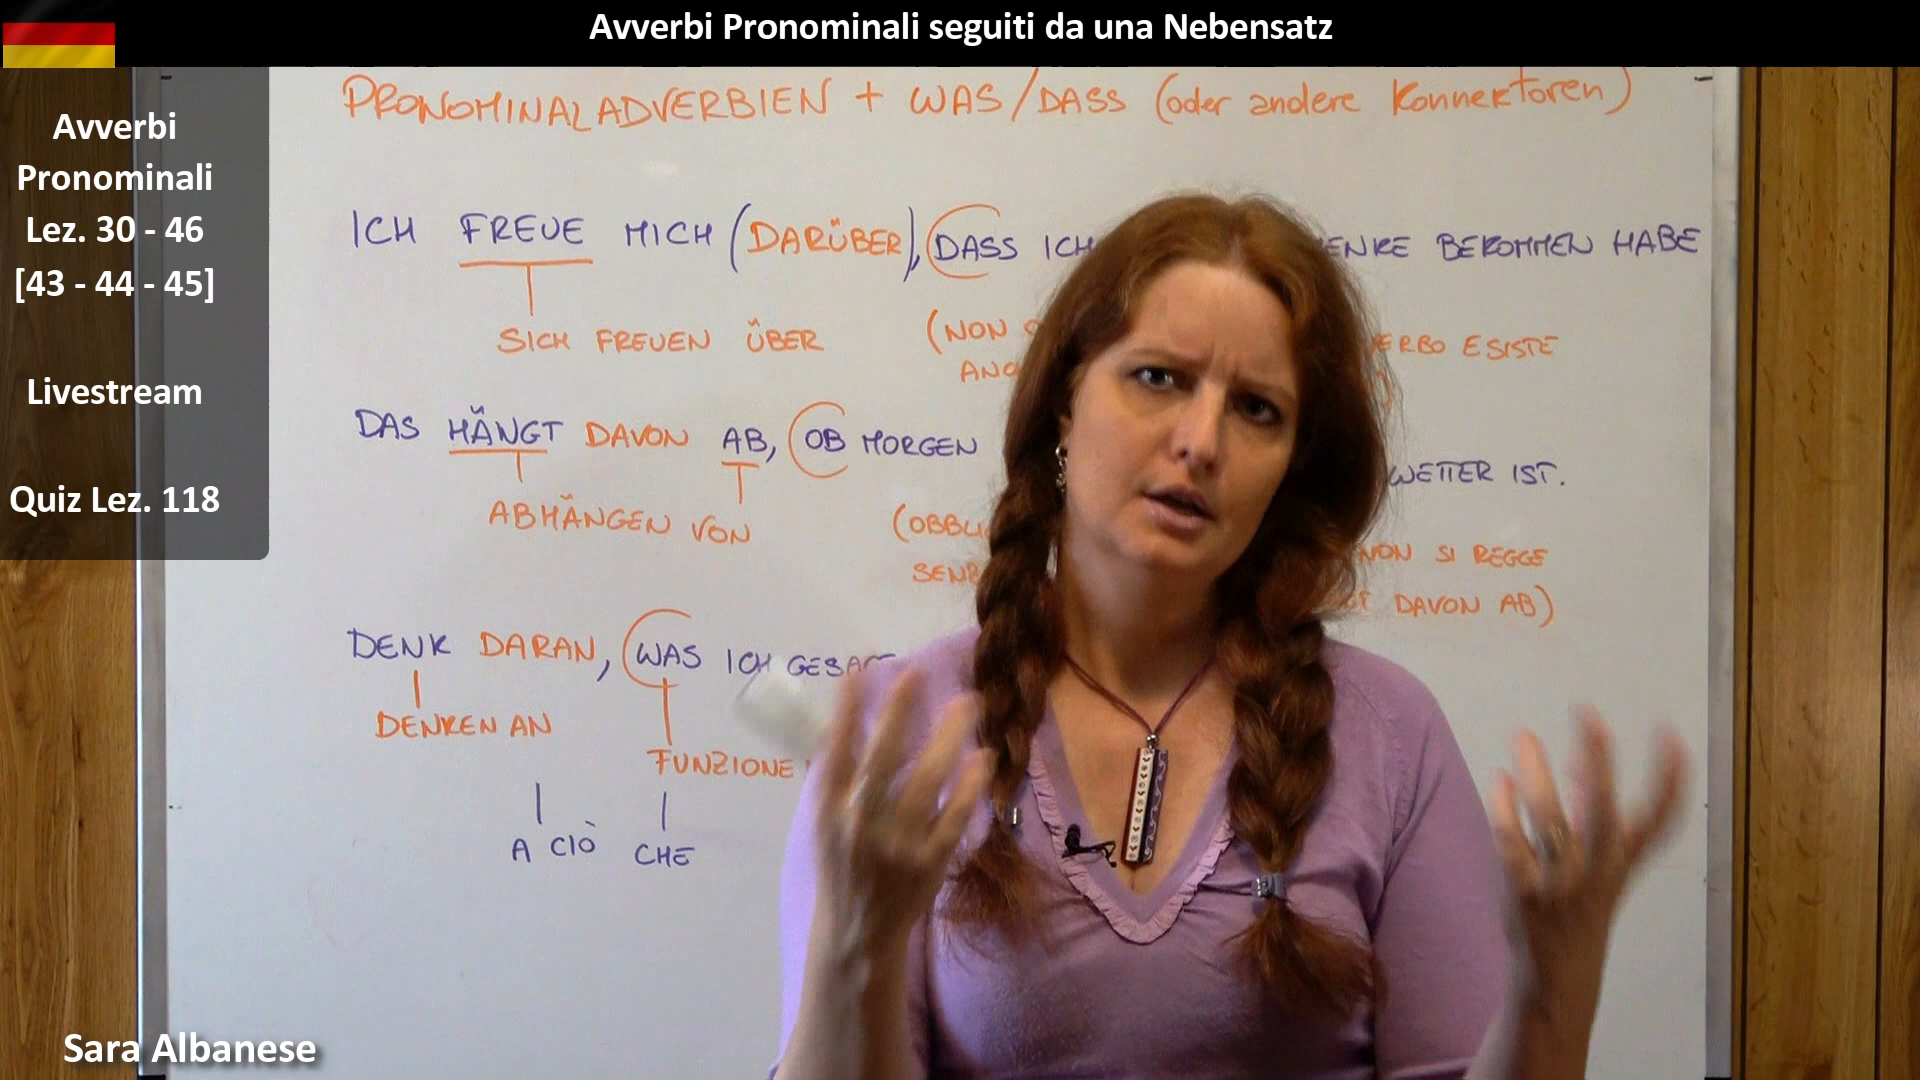 Avverbi Pronominali seguiti da una Nebensatz
Avverbi
Pronominali
Lez. 30 - 46
[43 - 44 - 45]
Livestream
Quiz Lez. 118
PRONOMINALADVERBIEN + WAS/DASS (oder andere Konnektoren)
ICH FREUE MICH (DARÜBER), DASS ICH BEKOMMEN HABE
SICH FREUEN ÜBER
(NON ERBO ESISTE
DAS HÄNGT DAVON AB, OB MORGEN WETTER IST.
ABHÄNGEN VON
NON SI REGGE
DAVON AB)
DENK DARAN, WAS ICH
DENKEN AN
FUNZIONE
A CIÒ CHE
Sara Albanese